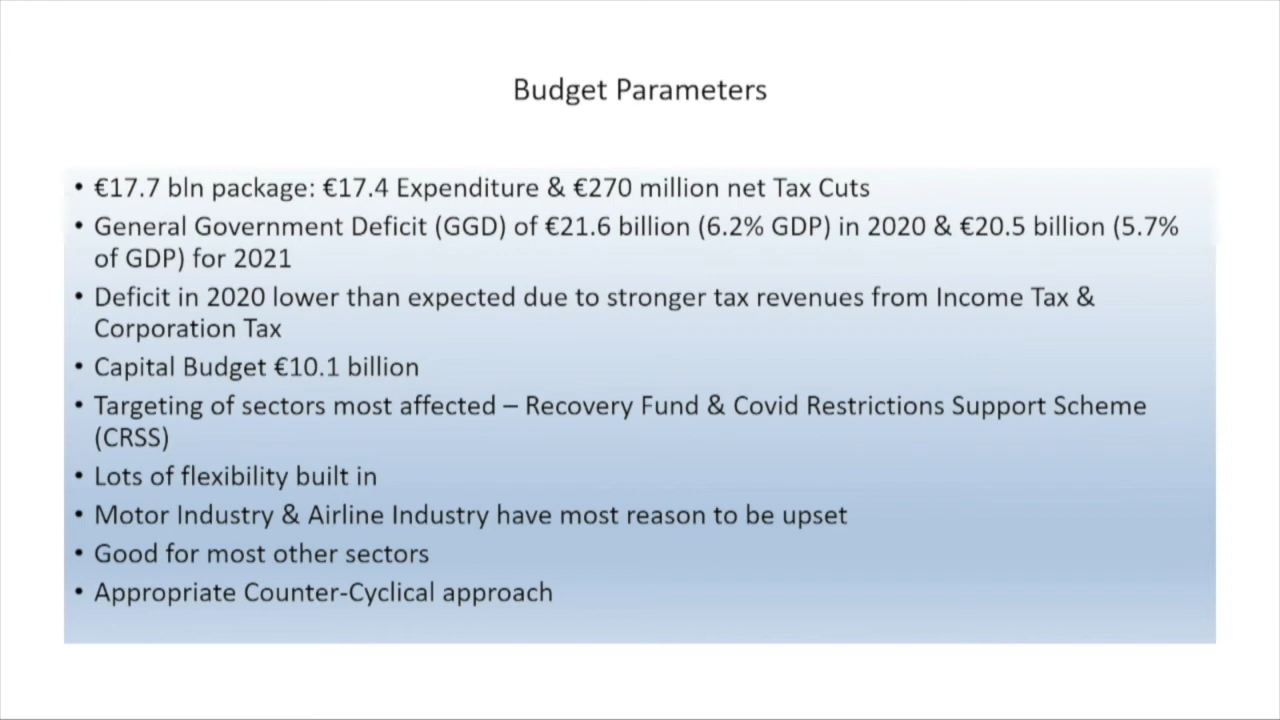 Budget Parameters
• €17.7 bln package: €17.4 Expenditure & €270 million net Tax Cuts
• General Government Deficit (GGD) of €21.6 billion (6.2% GDP) in 2020 & €20.5 billion (5.7%
of GDP) for 2021
• Deficit in 2020 lower than expected due to stronger tax revenues from Income Tax &
Corporation Tax
• Capital Budget €10.1 billion
• Targeting of sectors most affected – Recovery Fund & Covid Restrictions Support Scheme
(CRSS)
• Lots of flexibility built in
• Motor Industry & Airline Industry have most reason to be upset
• Good for most other sectors
• Appropriate Counter-Cyclical approach